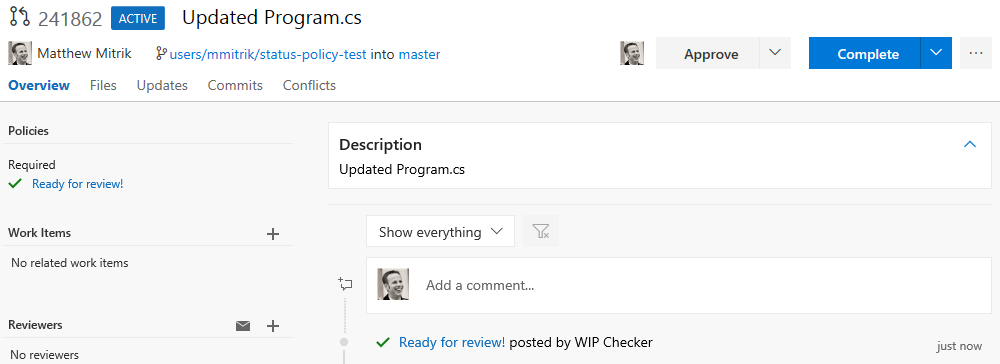 241862 ACTIVE Updated Program.cs
Matthew Mitrik users/mmitrik/status-policy-test into master Approve Complete ...
Overview Files Updates Commits Conflicts
Policies
Required
Ready for review!
Work Items
No related work items
Reviewers
No reviewers
Description
Updated Program.cs
Show everything
Add a comment...
Ready for review! posted by WIP Checker just now